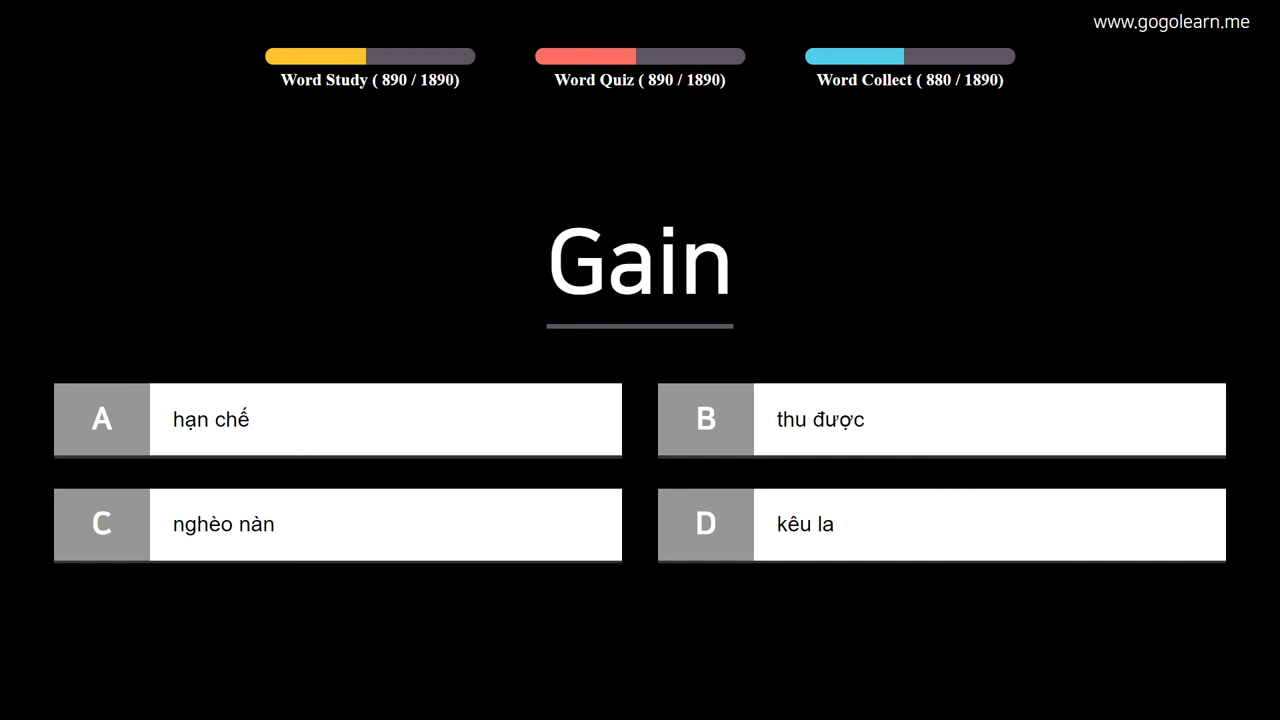 www.gogolearn.me
Word Study ( 890 / 1890)
Word Quiz ( 890 / 1890)
Word Collect ( 880 / 1890)
Gain
A hạn chế
B thu được
C nghèo nàn
D kêu la